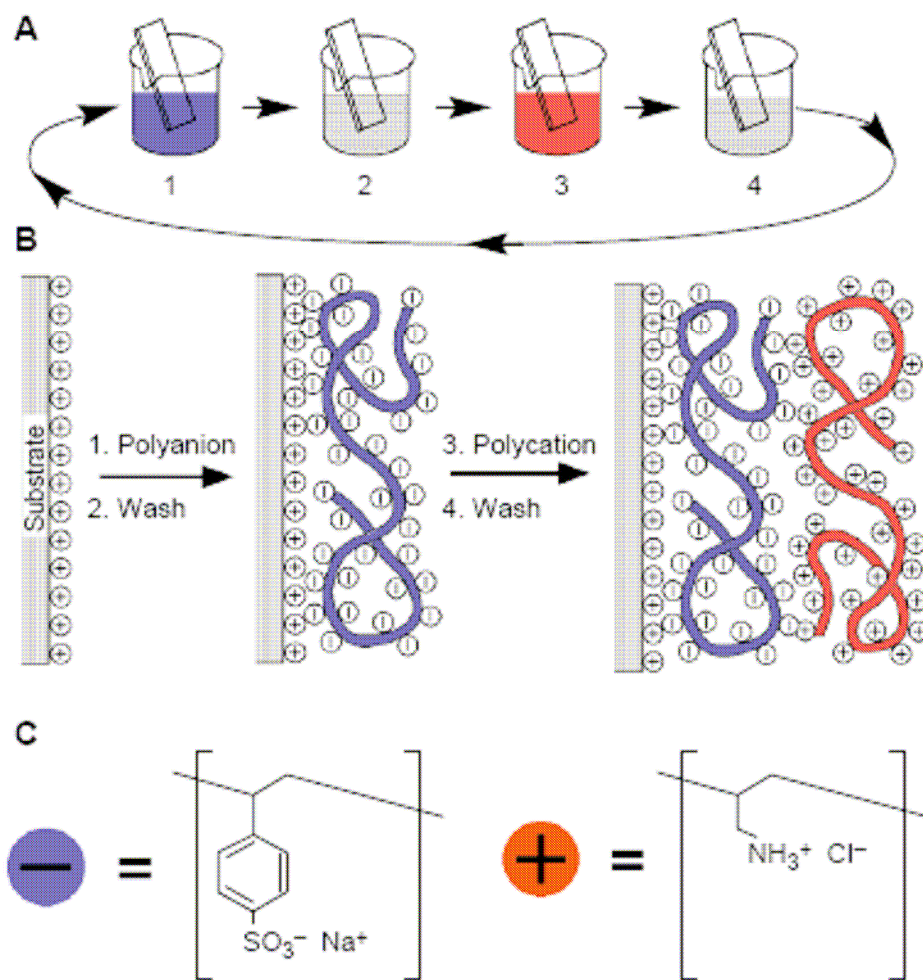 A
1 2 3 4
B
Substrate
1. Polyanion
2. Wash
3. Polycation
4. Wash
C
− = SO₃⁻ Na⁺
+ = NH₃⁺ Cl⁻